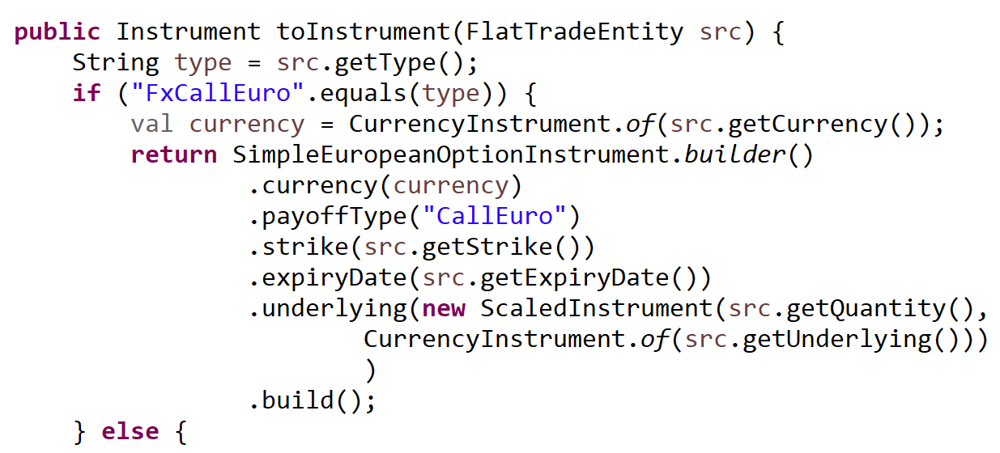 public Instrument toInstrument(FlatTradeEntity src) {
    String type = src.getType();
    if ("FxCallEuro".equals(type)) {
        val currency = CurrencyInstrument.of(src.getCurrency());
        return SimpleEuropeanOptionInstrument.builder()
                .currency(currency)
                .payoffType("CallEuro")
                .strike(src.getStrike())
                .expiryDate(src.getExpiryDate())
                .underlying(new ScaledInstrument(src.getQuantity(),
                        CurrencyInstrument.of(src.getUnderlying()))
                        )
                .build();
    } else {